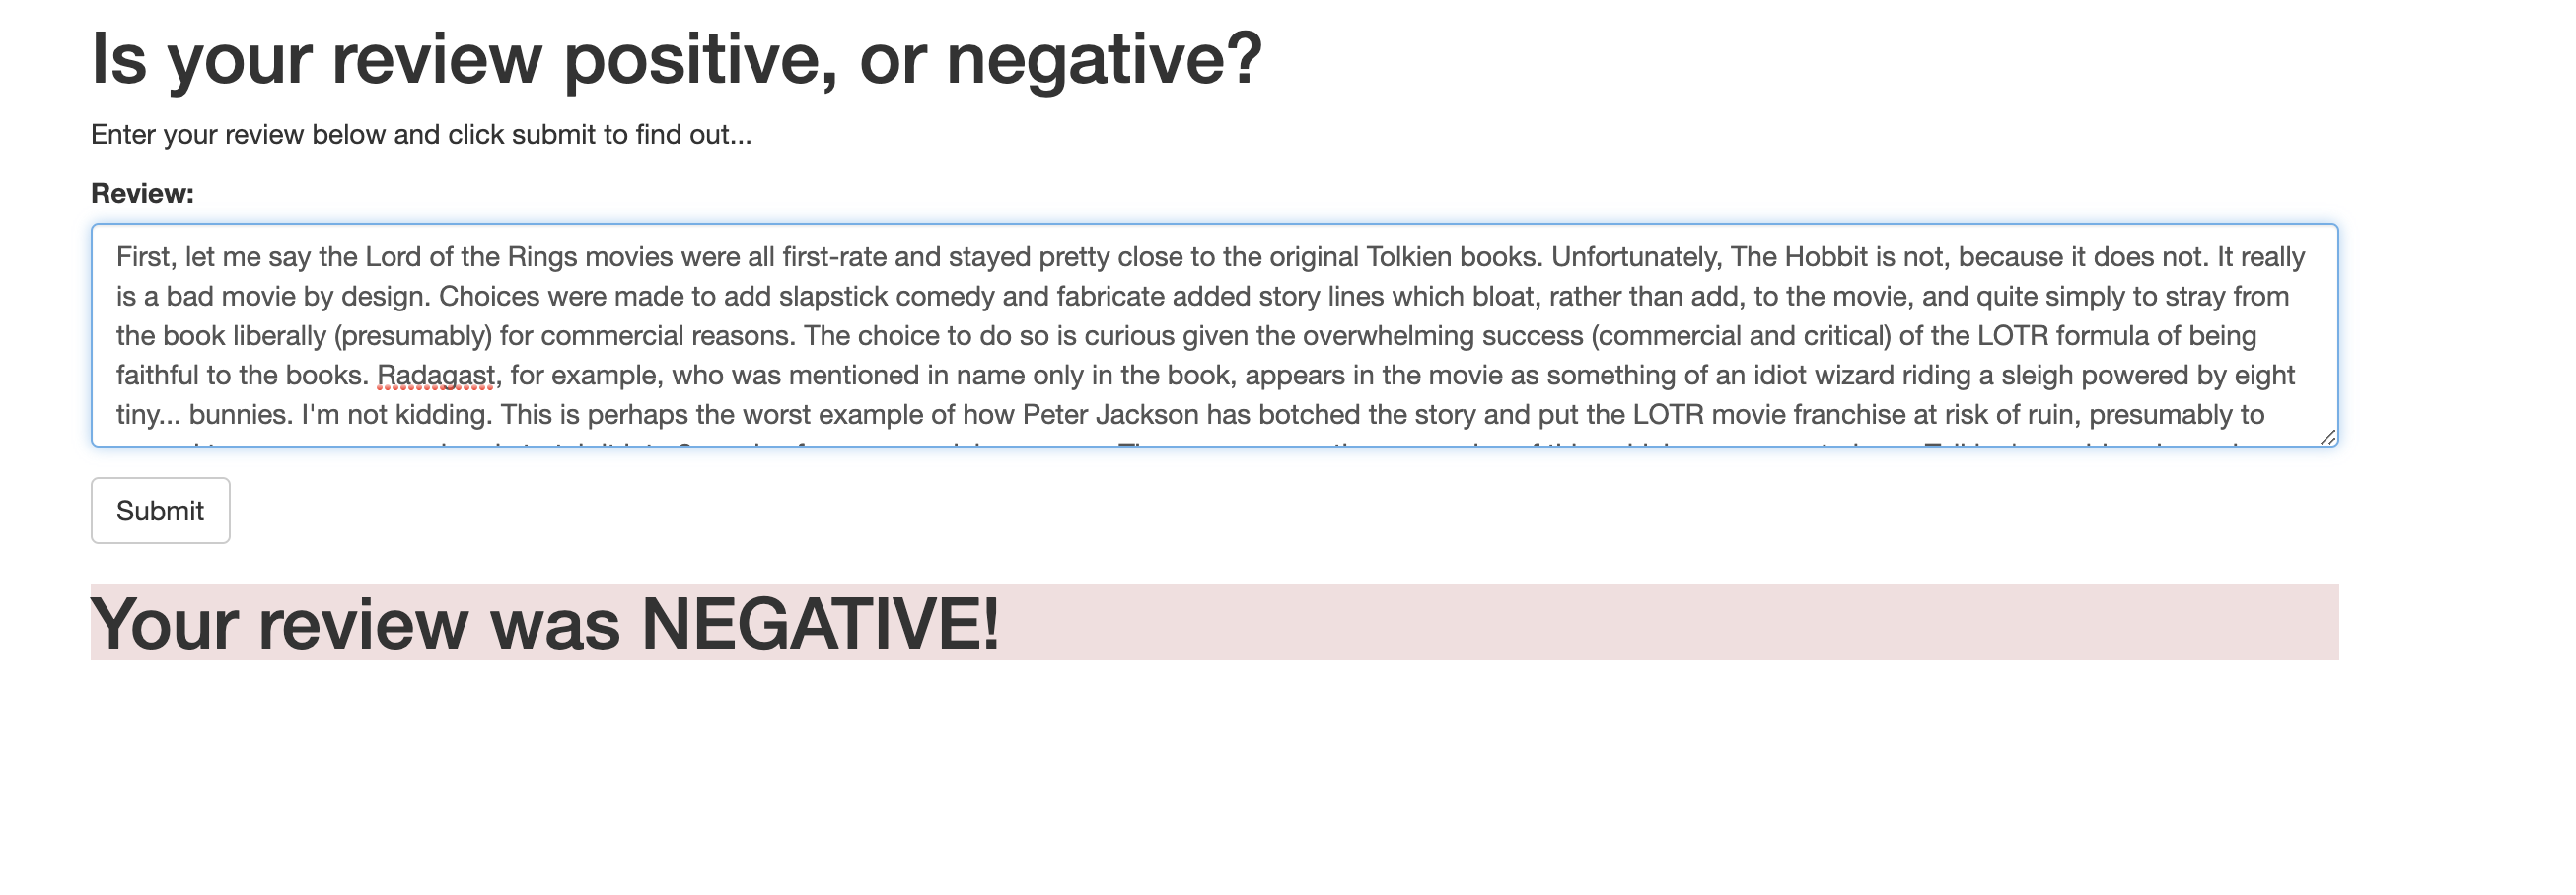 Is your review positive, or negative?
Enter your review below and click submit to find out...
Review:
First, let me say the Lord of the Rings movies were all first-rate and stayed pretty close to the original Tolkien books. Unfortunately, The Hobbit is not, because it does not. It really
is a bad movie by design. Choices were made to add slapstick comedy and fabricate added story lines which bloat, rather than add, to the movie, and quite simply to stray from
the book liberally (presumably) for commercial reasons. The choice to do so is curious given the overwhelming success (commercial and critical) of the LOTR formula of being
faithful to the books. Radagast, for example, who was mentioned in name only in the book, appears in the movie as something of an idiot wizard riding a sleigh powered by eight
tiny... bunnies. I'm not kidding. This is perhaps the worst example of how Peter Jackson has botched the story and put the LOTR movie franchise at risk of ruin, presumably to
Submit
Your review was NEGATIVE!